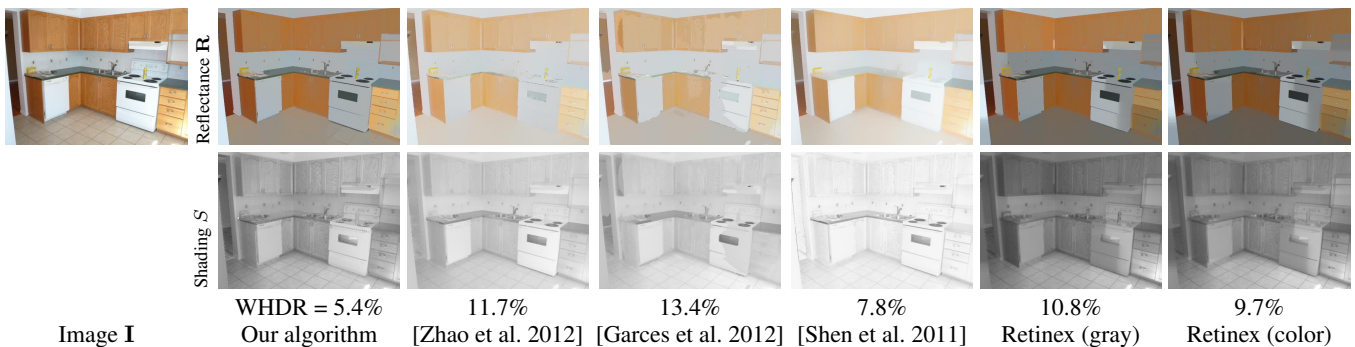 Reflectance R
Shading S
WHDR = 5.4% 11.7% 13.4% 7.8% 10.8% 9.7%
Image I Our algorithm [Zhao et al. 2012] [Garces et al. 2012] [Shen et al. 2011] Retinex (gray) Retinex (color)